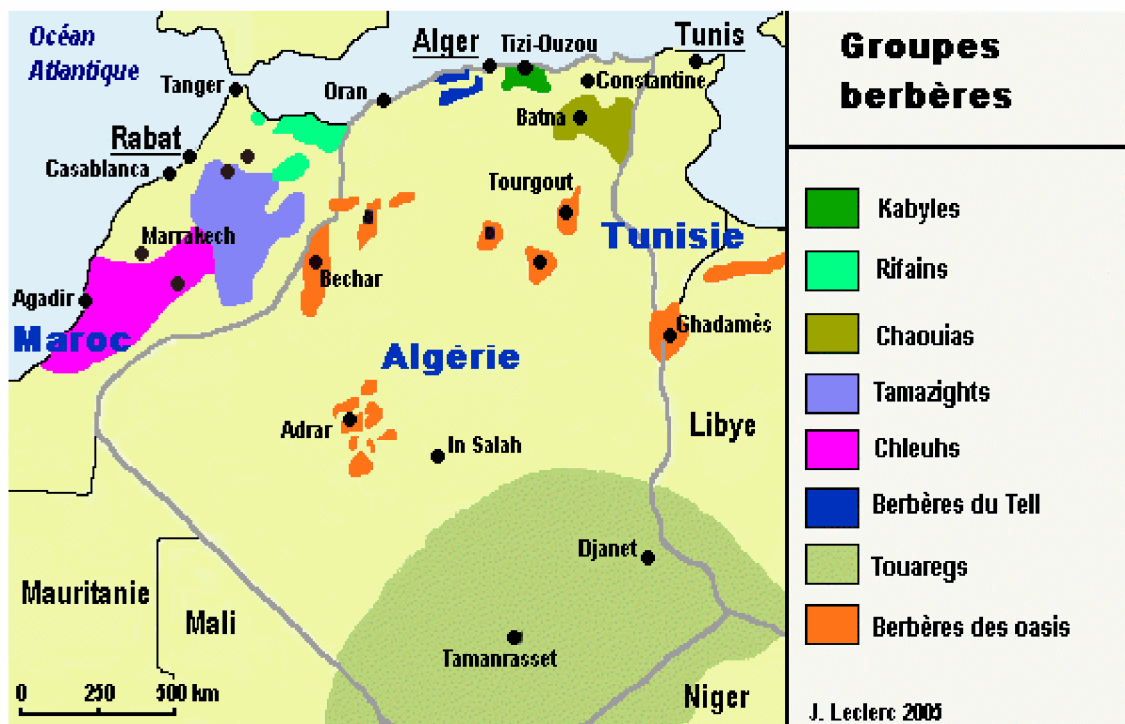 Océan
Atlantique
Tanger
Rabat
Casablanca
Marrakech
Agadir
Maroc
Oran
Alger
Tizi-Ouzou
Tunis
Constantine
Batna
Tourgout
Tunisie
Bechar
Ghadamès
Algérie
Adrar
In Salah
Libye
Djanet
Mauritanie
Mali
Tamanrasset
Niger
0 250 500 km
Groupes
berbères
Kabyles
Rifains
Chaouias
Tamazights
Chleuhs
Berbères du Tell
Touaregs
Berbères des oasis
J. Leclerc 2005